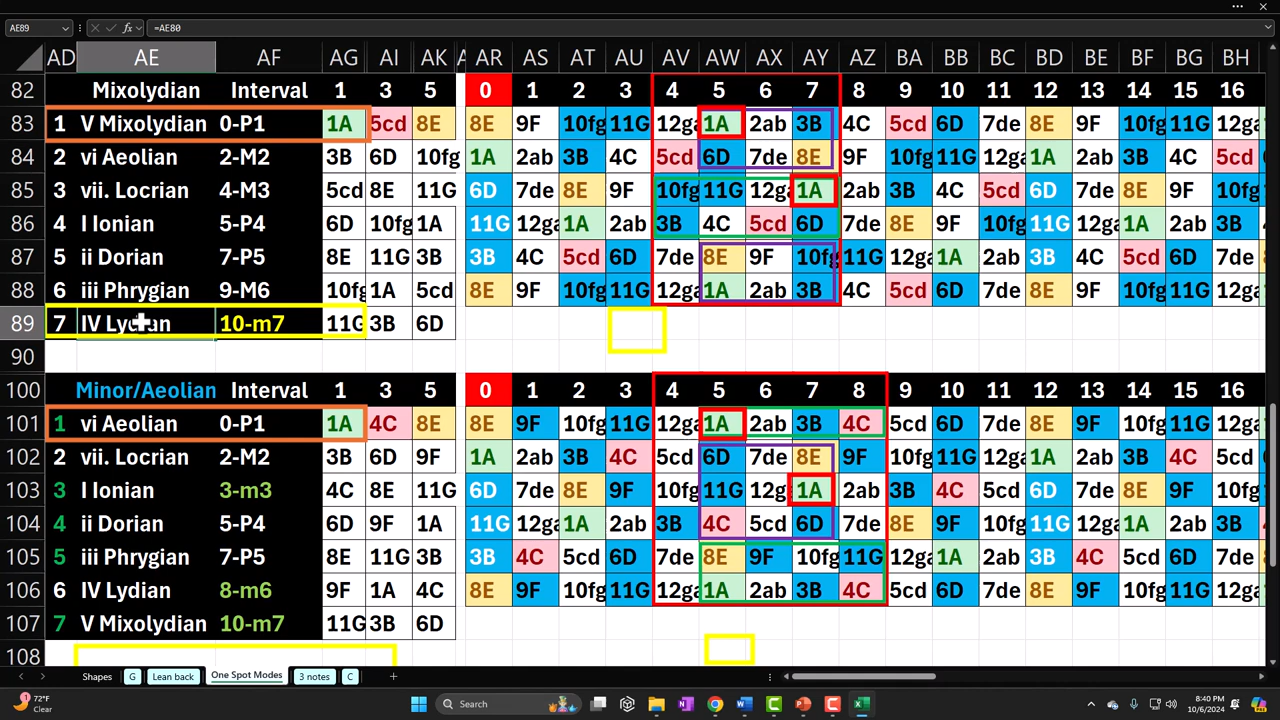 AE89 fx =AE80
AD AE AF AG AI AK AR AS AT AU AV AW AX AY AZ BA BB BC BD BE BF BG BH
82 Mixolydian Interval 1 3 5 0 1 2 3 4 5 6 7 8 9 10 11 12 13 14 15 16
83 1 V Mixolydian 0-P1 1A 5cd 8E 8E 9F 10fg 11G 12ga 1A 2ab 3B 4C 5cd 6D 7de 8E 9F 10fg 11G 12ga
84 2 vi Aeolian 2-M2 3B 6D 10fg 1A 2ab 3B 4C 5cd 6D 7de 8E 9F 10fg 11G 12ga 1A 2ab 3B 4C 5cd
85 3 vii. Locrian 4-M3 5cd 8E 11G 6D 7de 8E 9F 10fg 11G 12ga 1A 2ab 3B 4C 5cd 6D 7de 8E 9F 10fg
86 4 I Ionian 5-P4 6D 10fg 1A 11G 12ga 1A 2ab 3B 4C 5cd 6D 7de 8E 9F 10fg 11G 12ga 1A 2ab 3B
87 5 ii Dorian 7-P5 8E 11G 3B 3B 4C 5cd 6D 7de 8E 9F 10fg 11G 12ga 1A 2ab 3B 4C 5cd 6D 7de
88 6 iii Phrygian 9-M6 10fg 1A 5cd 8E 9F 10fg 11G 12ga 1A 2ab 3B 4C 5cd 6D 7de 8E 9F 10fg 11G 12ga
89 7 IV Lydian 10-m7 11G 3B 6D
90
100 Minor/Aeolian Interval 1 3 5 0 1 2 3 4 5 6 7 8 9 10 11 12 13 14 15 16
101 1 vi Aeolian 0-P1 1A 4C 8E 8E 9F 10fg 11G 12ga 1A 2ab 3B 4C 5cd 6D 7de 8E 9F 10fg 11G 12ga
102 2 vii. Locrian 2-M2 3B 6D 9F 1A 2ab 3B 4C 5cd 6D 7de 8E 9F 10fg 11G 12ga 1A 2ab 3B 4C 5cd
103 3 I Ionian 3-m3 4C 8E 11G 6D 7de 8E 9F 10fg 11G 12ga 1A 2ab 3B 4C 5cd 6D 7de 8E 9F 10fg
104 4 ii Dorian 5-P4 6D 9F 1A 11G 12ga 1A 2ab 3B 4C 5cd 6D 7de 8E 9F 10fg 11G 12ga 1A 2ab 3B
105 5 iii Phrygian 7-P5 8E 11G 3B 3B 4C 5cd 6D 7de 8E 9F 10fg 11G 12ga 1A 2ab 3B 4C 5cd 6D 7de
106 6 IV Lydian 8-m6 9F 1A 4C 8E 9F 10fg 11G 12ga 1A 2ab 3B 4C 5cd 6D 7de 8E 9F 10fg 11G 12ga
107 7 V Mixolydian 10-m7 11G 3B 6D
108
Shapes G Lean back One Spot Modes 3 notes C
72°F
Clear
Search
8:40 PM
10/6/2024